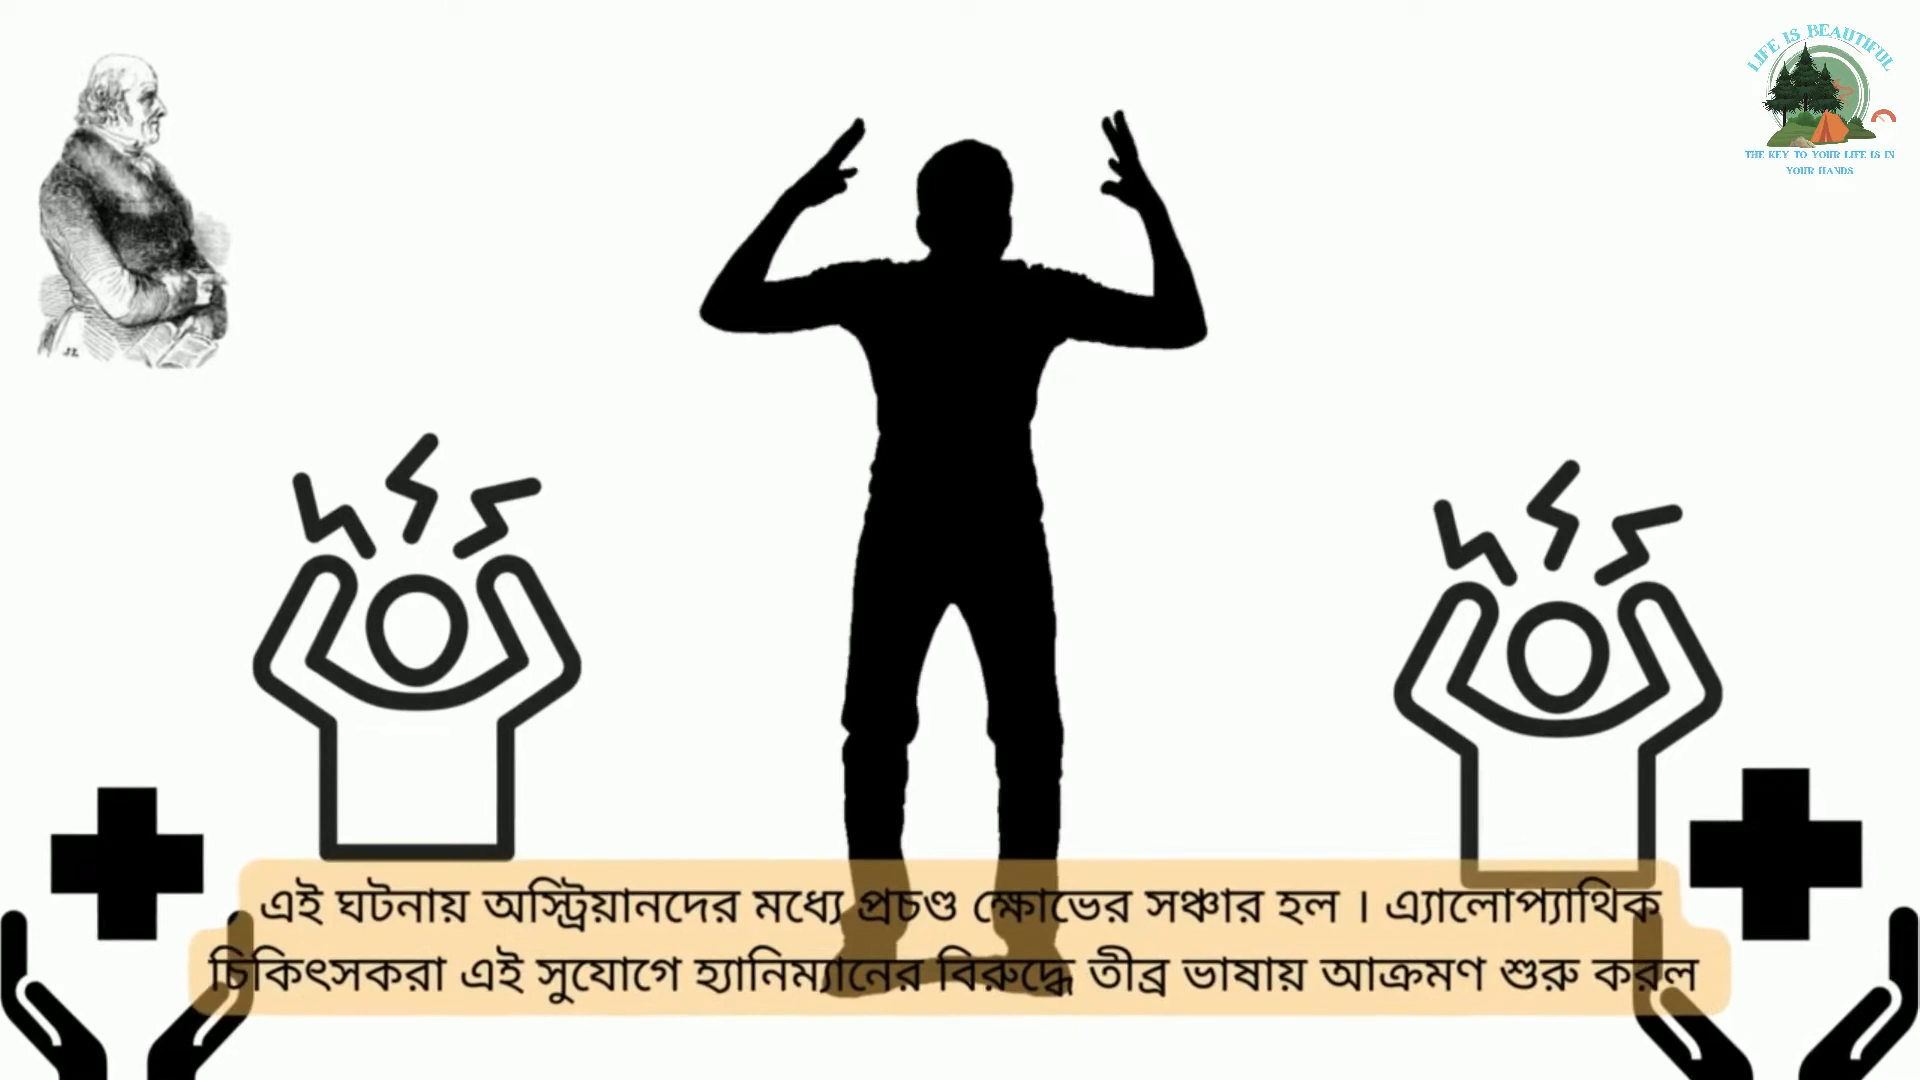 LIFE IS BEAUTIFUL
THE KEY TO YOUR LIFE IS IN
YOUR HANDS
এই ঘটনায় অস্ট্রিয়ানদের মধ্যে প্রচণ্ড ক্ষোভের সঞ্চার হল । এ্যালোপ্যাথিক
চিকিৎসকরা এই সুযোগে হ্যানিম্যানের বিরুদ্ধে তীব্র ভাষায় আক্রমণ শুরু করল